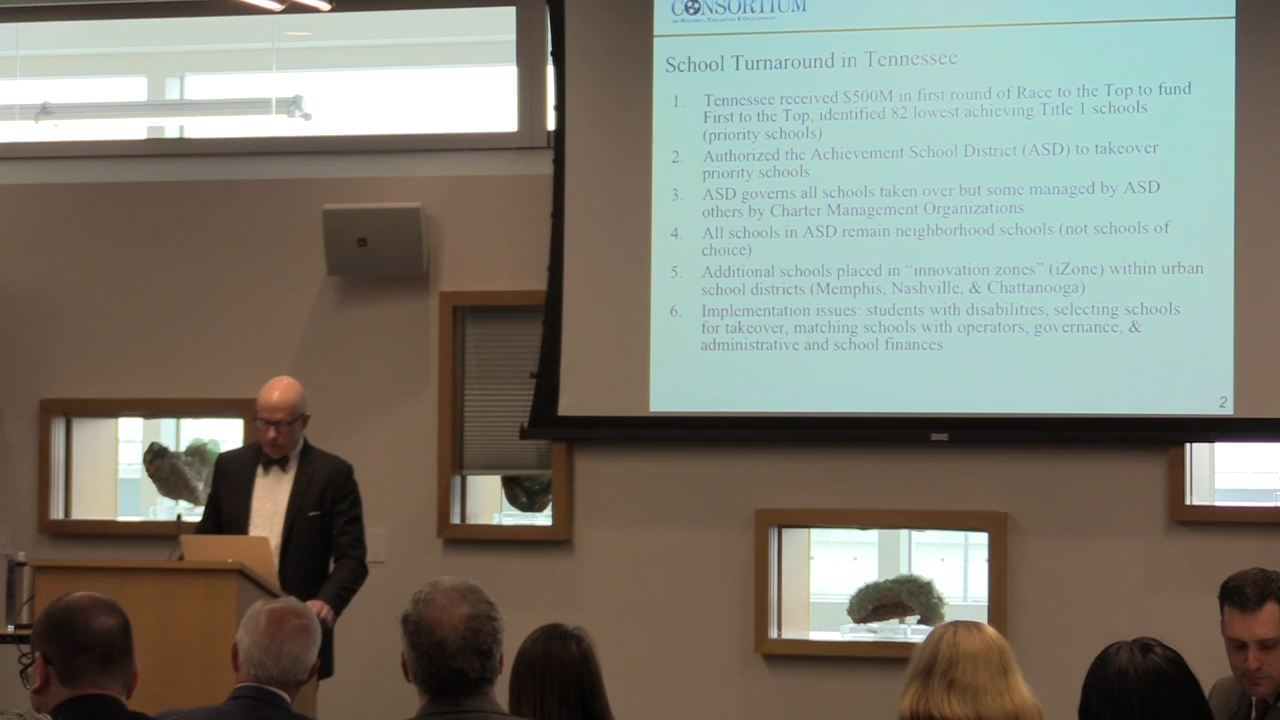 CONSORTIUM
ON RESEARCH, EVALUATION & DEVELOPMENT
School Turnaround in Tennessee
1. Tennessee received $500M in first round of Race to the Top to fund
First to the Top, identified 82 lowest achieving Title 1 schools
(priority schools)
2. Authorized the Achievement School District (ASD) to takeover
priority schools
3. ASD governs all schools taken over but some managed by ASD
others by Charter Management Organizations
4. All schools in ASD remain neighborhood schools (not schools of
choice)
5. Additional schools placed in “innovation zones” (iZone) within urban
school districts (Memphis, Nashville, & Chattanooga)
6. Implementation issues: students with disabilities, selecting schools
for takeover, matching schools with operators, governance, &
administrative and school finances
2